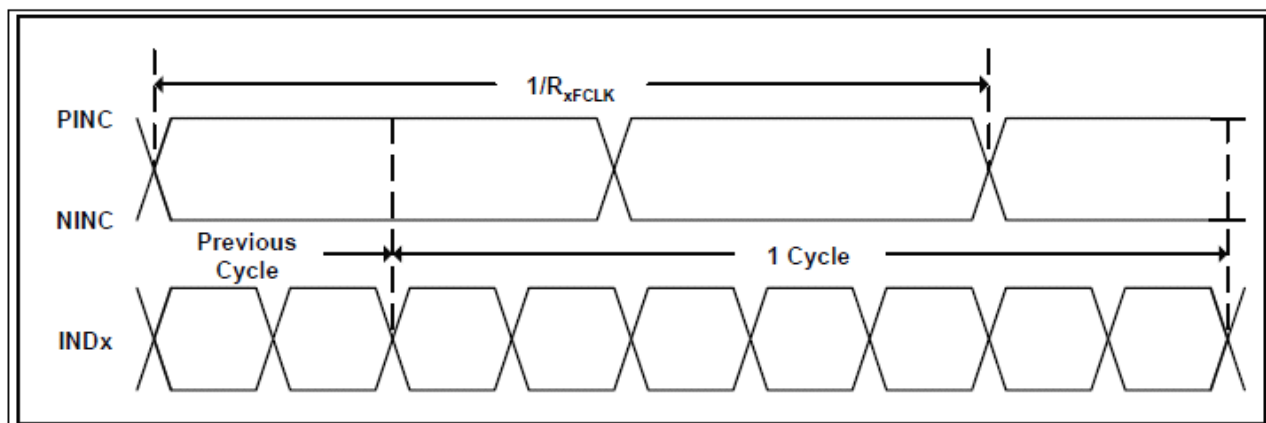 1/RxFCLK
PINC
NINC
Previous
Cycle
1 Cycle
INDx